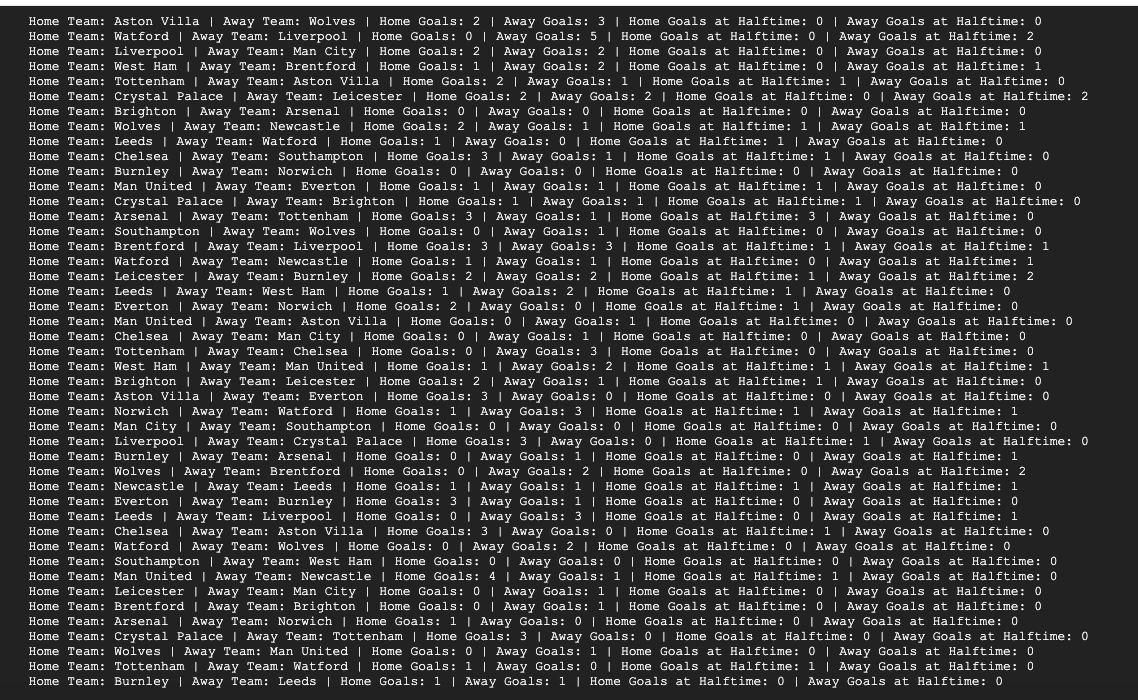 Home Team: Aston Villa | Away Team: Wolves | Home Goals: 2 | Away Goals: 3 | Home Goals at Halftime: 0 | Away Goals at Halftime: 0
Home Team: Watford | Away Team: Liverpool | Home Goals: 0 | Away Goals: 5 | Home Goals at Halftime: 0 | Away Goals at Halftime: 2
Home Team: Liverpool | Away Team: Man City | Home Goals: 2 | Away Goals: 2 | Home Goals at Halftime: 0 | Away Goals at Halftime: 0
Home Team: West Ham | Away Team: Brentford | Home Goals: 1 | Away Goals: 2 | Home Goals at Halftime: 0 | Away Goals at Halftime: 1
Home Team: Tottenham | Away Team: Aston Villa | Home Goals: 2 | Away Goals: 1 | Home Goals at Halftime: 1 | Away Goals at Halftime: 0
Home Team: Crystal Palace | Away Team: Leicester | Home Goals: 2 | Away Goals: 2 | Home Goals at Halftime: 0 | Away Goals at Halftime: 2
Home Team: Brighton | Away Team: Arsenal | Home Goals: 0 | Away Goals: 0 | Home Goals at Halftime: 0 | Away Goals at Halftime: 0
Home Team: Wolves | Away Team: Newcastle | Home Goals: 2 | Away Goals: 1 | Home Goals at Halftime: 1 | Away Goals at Halftime: 1
Home Team: Leeds | Away Team: Watford | Home Goals: 1 | Away Goals: 0 | Home Goals at Halftime: 1 | Away Goals at Halftime: 0
Home Team: Chelsea | Away Team: Southampton | Home Goals: 3 | Away Goals: 1 | Home Goals at Halftime: 1 | Away Goals at Halftime: 0
Home Team: Burnley | Away Team: Norwich | Home Goals: 0 | Away Goals: 0 | Home Goals at Halftime: 0 | Away Goals at Halftime: 0
Home Team: Man United | Away Team: Everton | Home Goals: 1 | Away Goals: 1 | Home Goals at Halftime: 1 | Away Goals at Halftime: 0
Home Team: Crystal Palace | Away Team: Brighton | Home Goals: 1 | Away Goals: 1 | Home Goals at Halftime: 1 | Away Goals at Halftime: 0
Home Team: Arsenal | Away Team: Tottenham | Home Goals: 3 | Away Goals: 1 | Home Goals at Halftime: 3 | Away Goals at Halftime: 0
Home Team: Southampton | Away Team: Wolves | Home Goals: 0 | Away Goals: 1 | Home Goals at Halftime: 0 | Away Goals at Halftime: 0
Home Team: Brentford | Away Team: Liverpool | Home Goals: 3 | Away Goals: 3 | Home Goals at Halftime: 1 | Away Goals at Halftime: 1
Home Team: Watford | Away Team: Newcastle | Home Goals: 1 | Away Goals: 1 | Home Goals at Halftime: 0 | Away Goals at Halftime: 1
Home Team: Leicester | Away Team: Burnley | Home Goals: 2 | Away Goals: 2 | Home Goals at Halftime: 1 | Away Goals at Halftime: 2
Home Team: Leeds | Away Team: West Ham | Home Goals: 1 | Away Goals: 2 | Home Goals at Halftime: 1 | Away Goals at Halftime: 0
Home Team: Everton | Away Team: Norwich | Home Goals: 2 | Away Goals: 0 | Home Goals at Halftime: 1 | Away Goals at Halftime: 0
Home Team: Man United | Away Team: Aston Villa | Home Goals: 0 | Away Goals: 1 | Home Goals at Halftime: 0 | Away Goals at Halftime: 0
Home Team: Chelsea | Away Team: Man City | Home Goals: 0 | Away Goals: 1 | Home Goals at Halftime: 0 | Away Goals at Halftime: 0
Home Team: Tottenham | Away Team: Chelsea | Home Goals: 0 | Away Goals: 3 | Home Goals at Halftime: 0 | Away Goals at Halftime: 0
Home Team: West Ham | Away Team: Man United | Home Goals: 1 | Away Goals: 2 | Home Goals at Halftime: 1 | Away Goals at Halftime: 1
Home Team: Brighton | Away Team: Leicester | Home Goals: 2 | Away Goals: 1 | Home Goals at Halftime: 1 | Away Goals at Halftime: 0
Home Team: Aston Villa | Away Team: Everton | Home Goals: 3 | Away Goals: 0 | Home Goals at Halftime: 0 | Away Goals at Halftime: 0
Home Team: Norwich | Away Team: Watford | Home Goals: 1 | Away Goals: 3 | Home Goals at Halftime: 1 | Away Goals at Halftime: 1
Home Team: Man City | Away Team: Southampton | Home Goals: 0 | Away Goals: 0 | Home Goals at Halftime: 0 | Away Goals at Halftime: 0
Home Team: Liverpool | Away Team: Crystal Palace | Home Goals: 3 | Away Goals: 0 | Home Goals at Halftime: 1 | Away Goals at Halftime: 0
Home Team: Burnley | Away Team: Arsenal | Home Goals: 0 | Away Goals: 1 | Home Goals at Halftime: 0 | Away Goals at Halftime: 1
Home Team: Wolves | Away Team: Brentford | Home Goals: 0 | Away Goals: 2 | Home Goals at Halftime: 0 | Away Goals at Halftime: 2
Home Team: Newcastle | Away Team: Leeds | Home Goals: 1 | Away Goals: 1 | Home Goals at Halftime: 1 | Away Goals at Halftime: 1
Home Team: Everton | Away Team: Burnley | Home Goals: 3 | Away Goals: 1 | Home Goals at Halftime: 0 | Away Goals at Halftime: 0
Home Team: Leeds | Away Team: Liverpool | Home Goals: 0 | Away Goals: 3 | Home Goals at Halftime: 0 | Away Goals at Halftime: 1
Home Team: Chelsea | Away Team: Aston Villa | Home Goals: 3 | Away Goals: 0 | Home Goals at Halftime: 1 | Away Goals at Halftime: 0
Home Team: Watford | Away Team: Wolves | Home Goals: 0 | Away Goals: 2 | Home Goals at Halftime: 0 | Away Goals at Halftime: 0
Home Team: Southampton | Away Team: West Ham | Home Goals: 0 | Away Goals: 0 | Home Goals at Halftime: 0 | Away Goals at Halftime: 0
Home Team: Man United | Away Team: Newcastle | Home Goals: 4 | Away Goals: 1 | Home Goals at Halftime: 1 | Away Goals at Halftime: 0
Home Team: Leicester | Away Team: Man City | Home Goals: 0 | Away Goals: 1 | Home Goals at Halftime: 0 | Away Goals at Halftime: 0
Home Team: Brentford | Away Team: Brighton | Home Goals: 0 | Away Goals: 1 | Home Goals at Halftime: 0 | Away Goals at Halftime: 0
Home Team: Arsenal | Away Team: Norwich | Home Goals: 1 | Away Goals: 0 | Home Goals at Halftime: 0 | Away Goals at Halftime: 0
Home Team: Crystal Palace | Away Team: Tottenham | Home Goals: 3 | Away Goals: 0 | Home Goals at Halftime: 0 | Away Goals at Halftime: 0
Home Team: Wolves | Away Team: Man United | Home Goals: 0 | Away Goals: 1 | Home Goals at Halftime: 0 | Away Goals at Halftime: 0
Home Team: Tottenham | Away Team: Watford | Home Goals: 1 | Away Goals: 0 | Home Goals at Halftime: 1 | Away Goals at Halftime: 0
Home Team: Burnley | Away Team: Leeds | Home Goals: 1 | Away Goals: 1 | Home Goals at Halftime: 0 | Away Goals at Halftime: 0